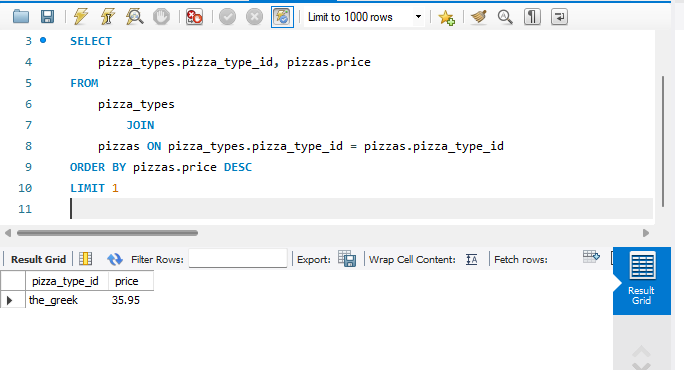 Limit to 1000 rows
3 SELECT
4 pizza_types.pizza_type_id, pizzas.price
5 FROM
6 pizza_types
7 JOIN
8 pizzas ON pizza_types.pizza_type_id = pizzas.pizza_type_id
9 ORDER BY pizzas.price DESC
10 LIMIT 1
11
Result Grid Filter Rows: Export: Wrap Cell Content: Fetch rows:
pizza_type_id price
the_greek 35.95
Result
Grid